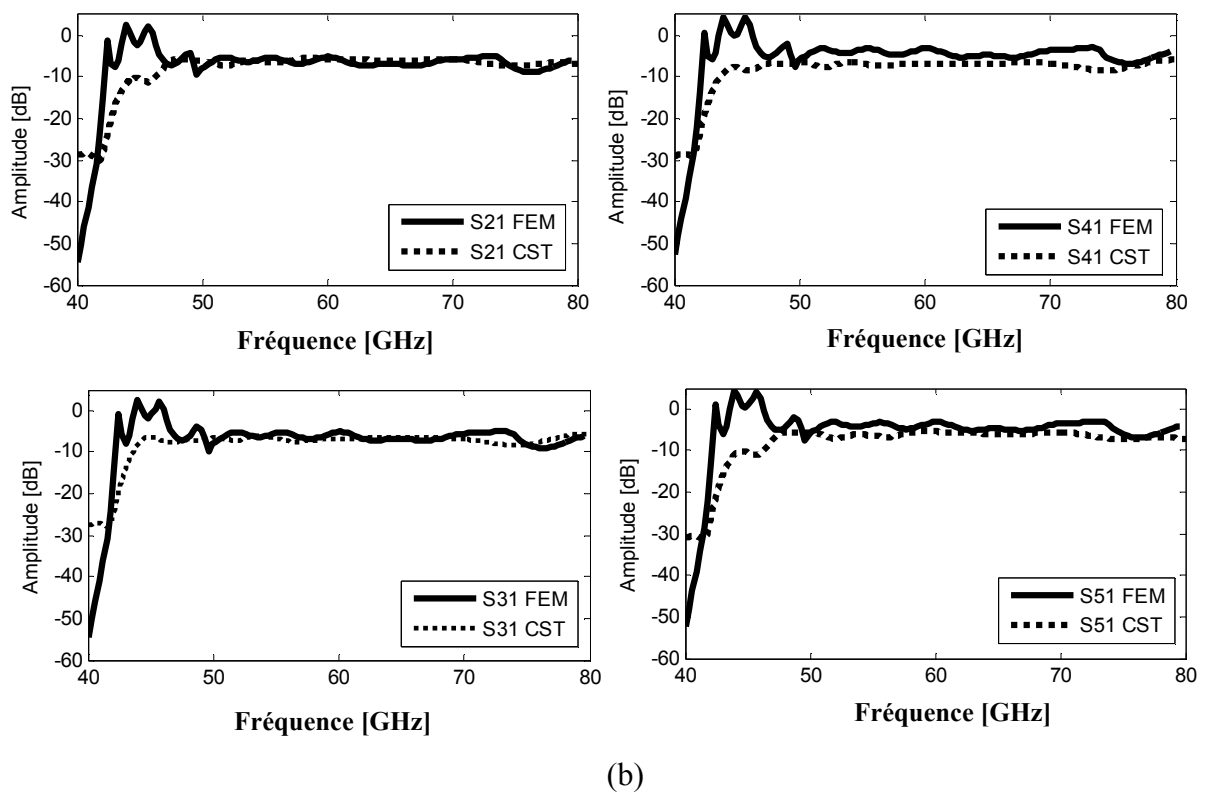 0
-10
-20
-30
-40
-50
-60
Amplitude [dB]
S21 FEM
S21 CST
40 50 60 70 80
Fréquence [GHz]
0
-10
-20
-30
-40
-50
-60
Amplitude [dB]
S41 FEM
S41 CST
40 50 60 70 80
Fréquence [GHz]
0
-10
-20
-30
-40
-50
-60
Amplitude [dB]
S31 FEM
S31 CST
40 50 60 70 80
Fréquence [GHz]
0
-10
-20
-30
-40
-50
-60
Amplitude [dB]
S51 FEM
S51 CST
40 50 60 70 80
Fréquence [GHz]
(b)